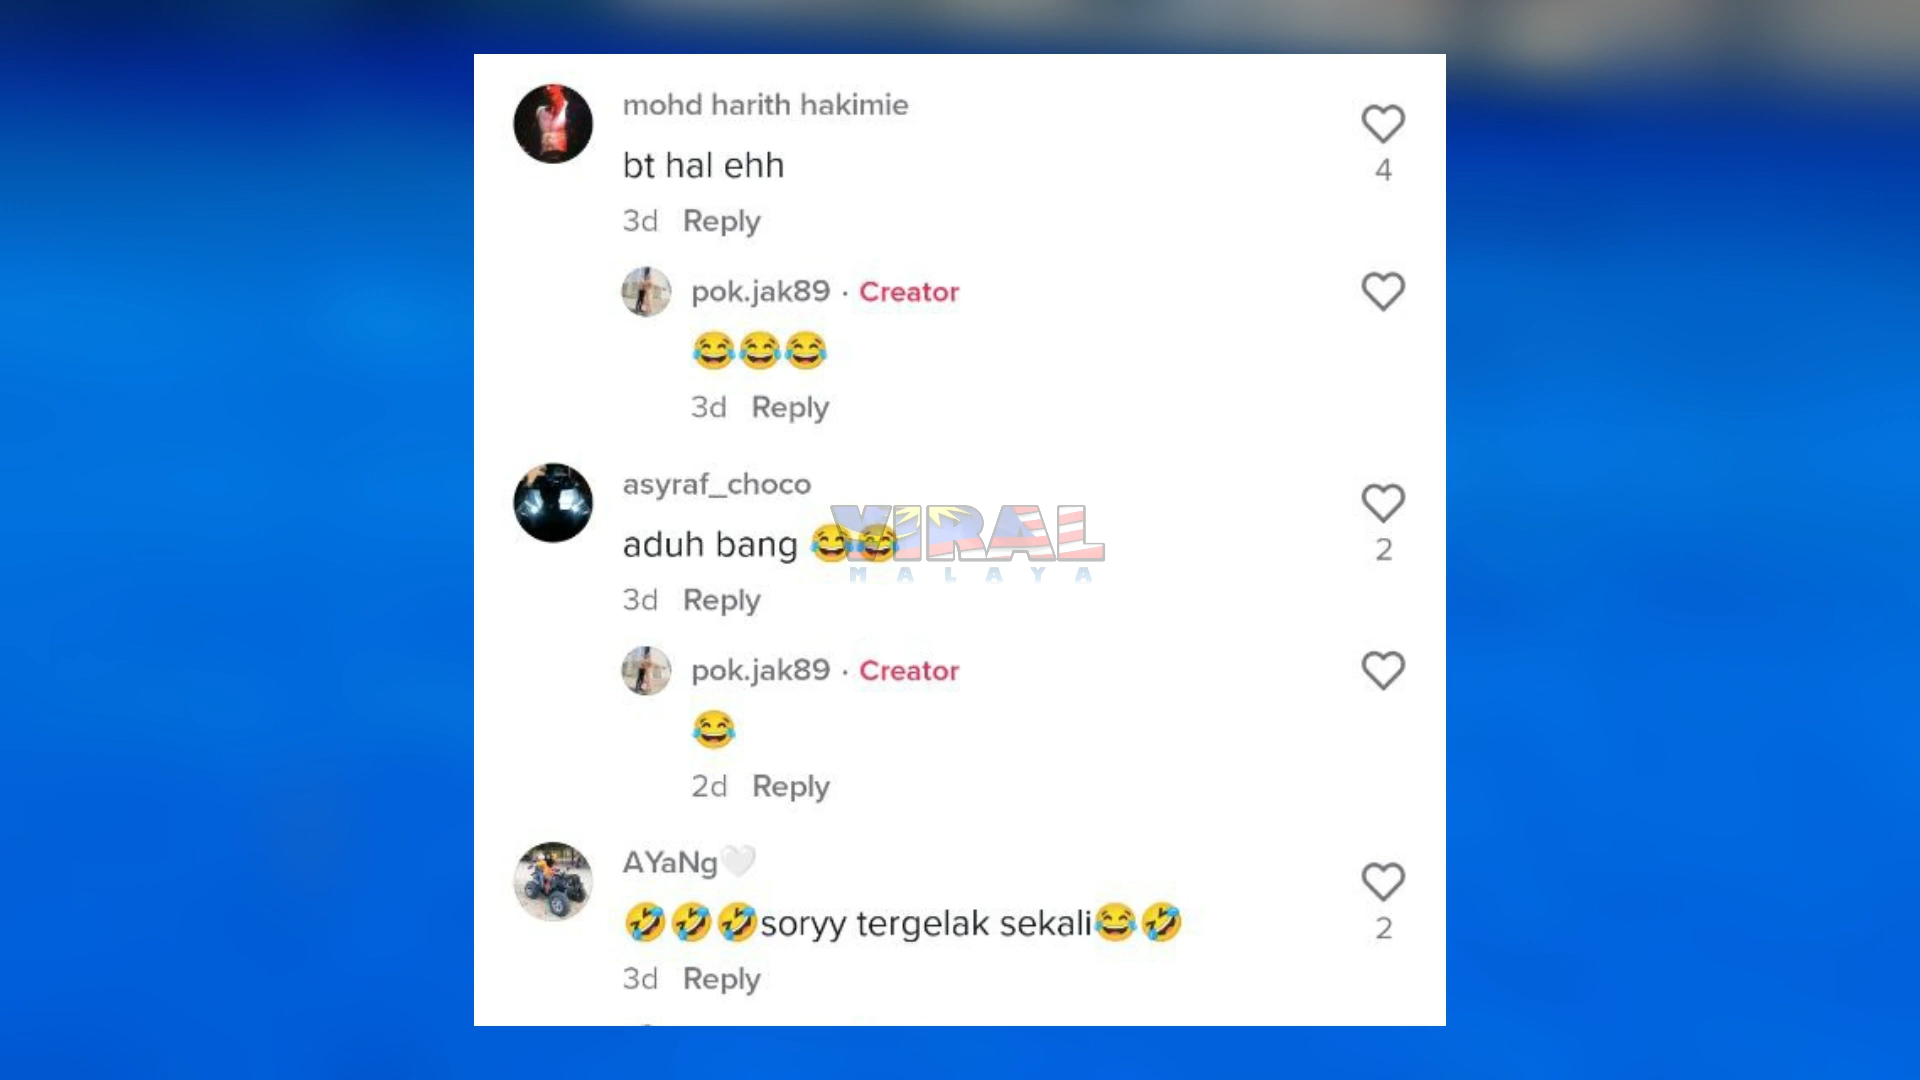 mohd harith hakimie
bt hal ehh
4
3d Reply
pok.jak89 · Creator
😂😂😂
3d Reply
asyraf_choco
aduh bang 😂😂
2
3d Reply
VIRAL
MALAYA
pok.jak89 · Creator
😂
2d Reply
AYaNg🤍
🤣🤣🤣soryy tergelak sekali😂🤣
2
3d Reply